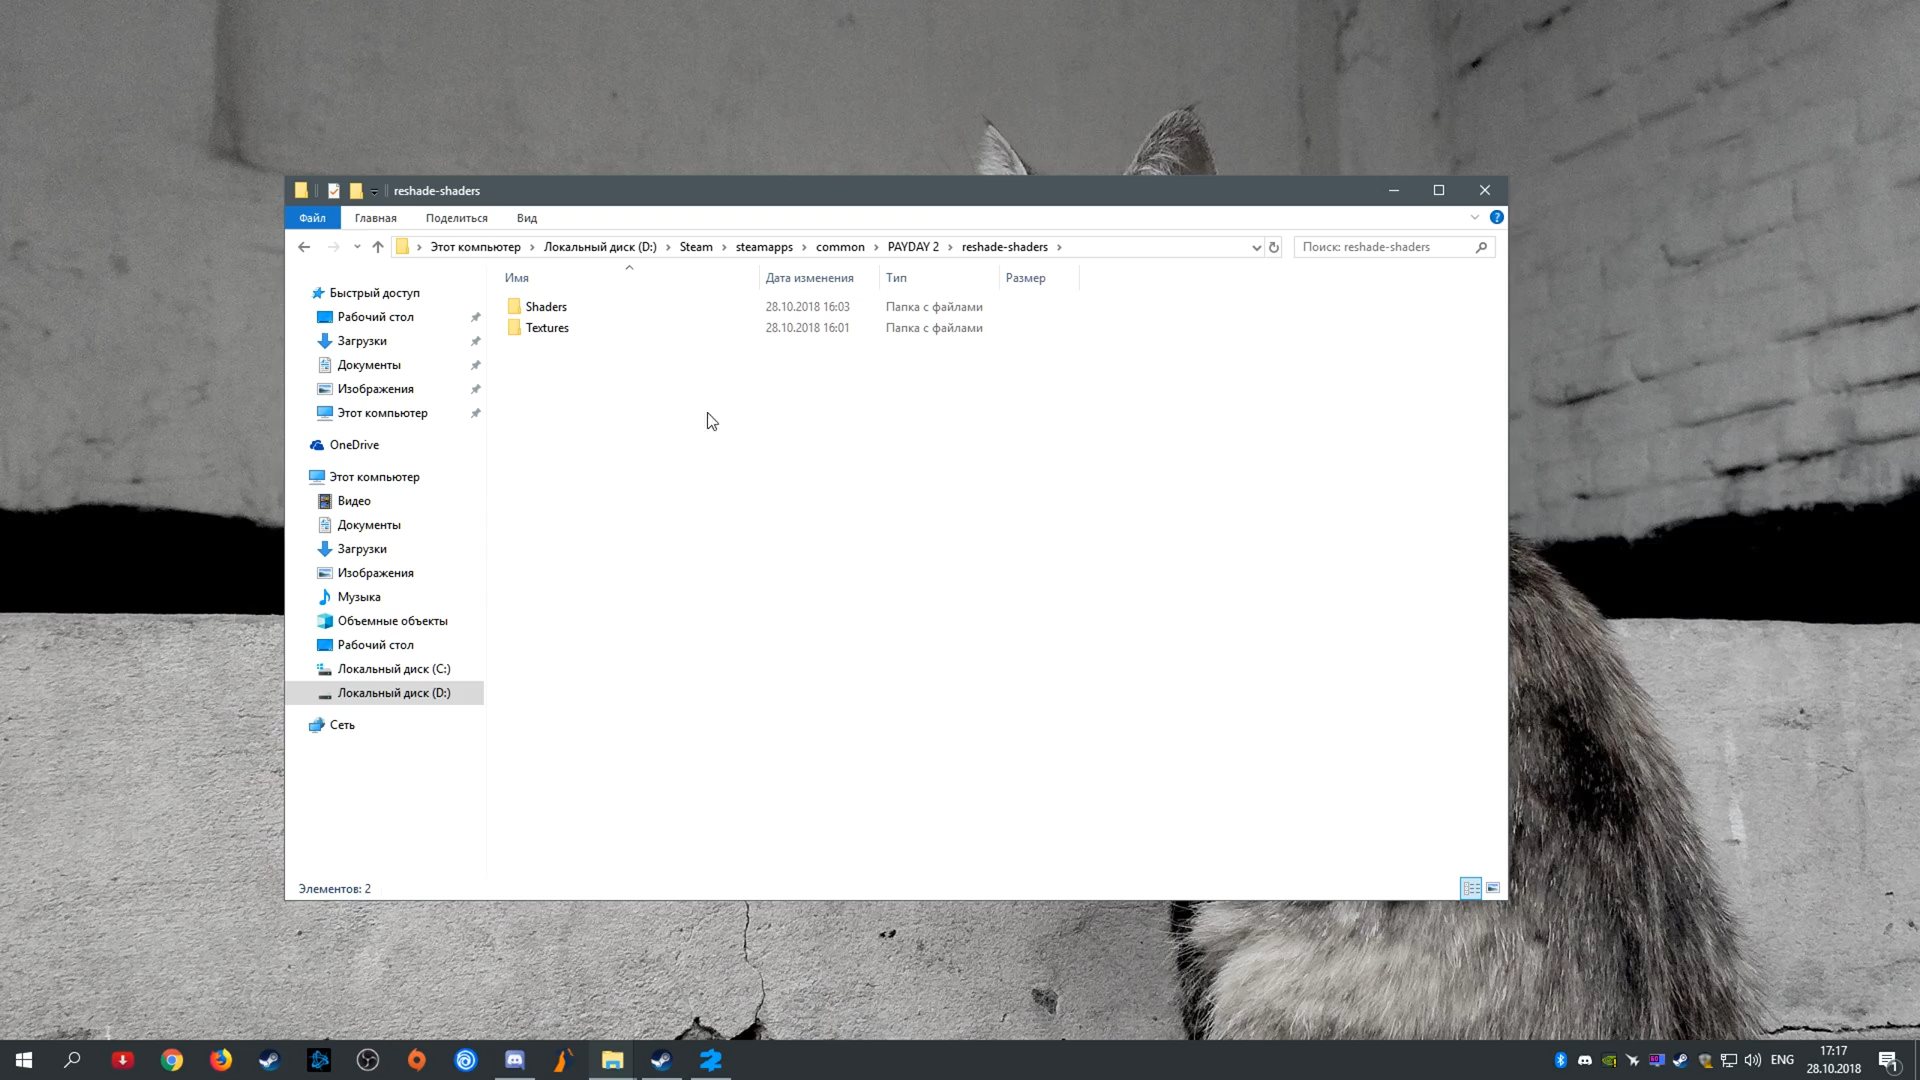 reshade-shaders
Файл Главная Поделиться Вид
Этот компьютер Локальный диск (D:) Steam steamapps common PAYDAY 2 reshade-shaders Поиск: reshade-shaders
Имя Дата изменения Тип Размер
Shaders 28.10.2018 16:03 Папка с файлами
Textures 28.10.2018 16:01 Папка с файлами
Быстрый доступ
Рабочий стол
Загрузки
Документы
Изображения
Этот компьютер
OneDrive
Этот компьютер
Видео
Документы
Загрузки
Изображения
Музыка
Объемные объекты
Рабочий стол
Локальный диск (C:)
Локальный диск (D:)
Сеть
Элементов: 2
ENG
17:17
28.10.2018
1